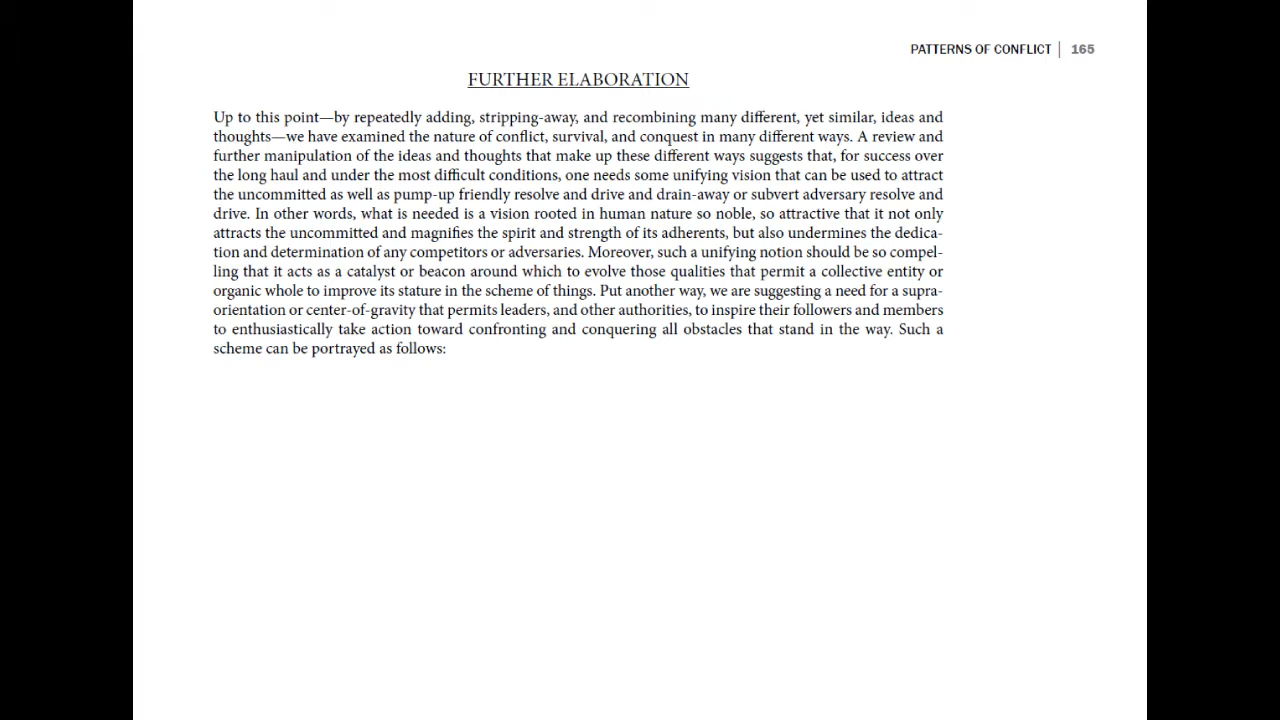 PATTERNS OF CONFLICT | 165
FURTHER ELABORATION
Up to this point—by repeatedly adding, stripping-away, and recombining many different, yet similar, ideas and
thoughts—we have examined the nature of conflict, survival, and conquest in many different ways. A review and
further manipulation of the ideas and thoughts that make up these different ways suggests that, for success over
the long haul and under the most difficult conditions, one needs some unifying vision that can be used to attract
the uncommitted as well as pump-up friendly resolve and drive and drain-away or subvert adversary resolve and
drive. In other words, what is needed is a vision rooted in human nature so noble, so attractive that it not only
attracts the uncommitted and magnifies the spirit and strength of its adherents, but also undermines the dedica-
tion and determination of any competitors or adversaries. Moreover, such a unifying notion should be so compel-
ling that it acts as a catalyst or beacon around which to evolve those qualities that permit a collective entity or
organic whole to improve its stature in the scheme of things. Put another way, we are suggesting a need for a supra-
orientation or center-of-gravity that permits leaders, and other authorities, to inspire their followers and members
to enthusiastically take action toward confronting and conquering all obstacles that stand in the way. Such a
scheme can be portrayed as follows: